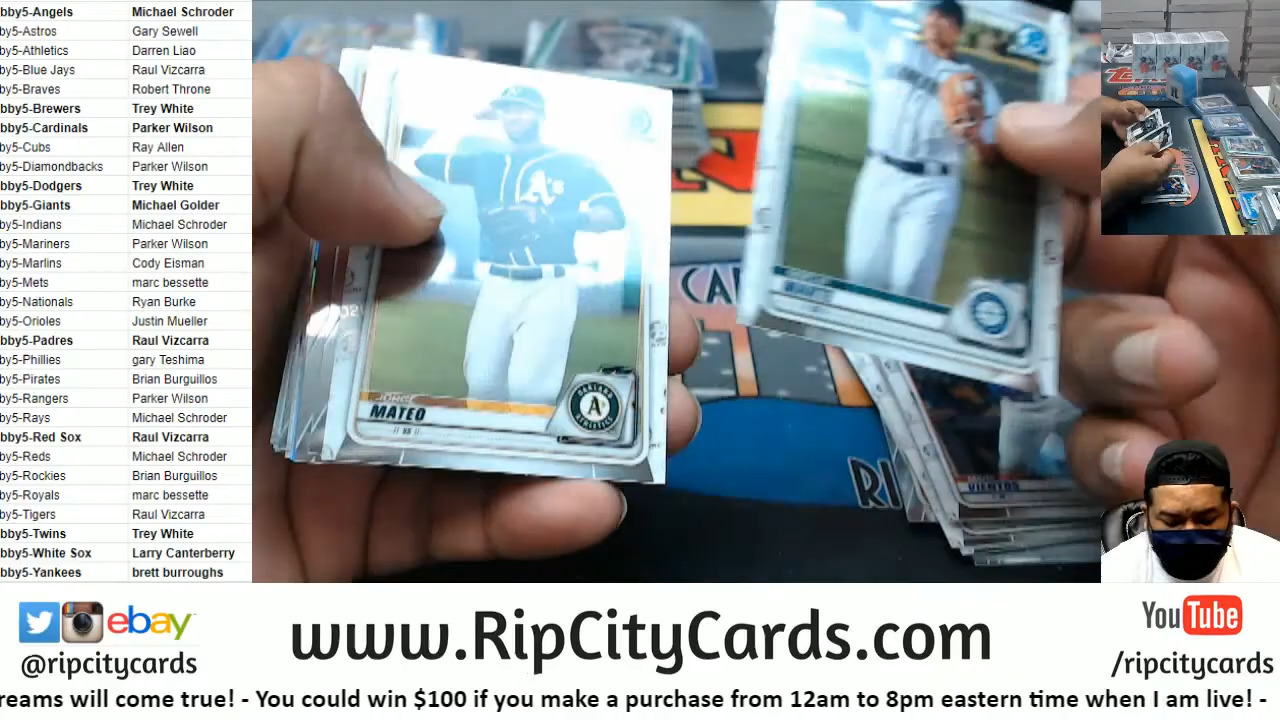 bby5-Angels Michael Schroder
by5-Astros Gary Sewell
by5-Athletics Darren Liao
by5-Blue Jays Raul Vizcarra
by5-Braves Robert Throne
bby5-Brewers Trey White
bby5-Cardinals Parker Wilson
by5-Cubs Ray Allen
by5-Diamondbacks Parker Wilson
bby5-Dodgers Trey White
bby5-Giants Michael Golder
by5-Indians Michael Schroder
by5-Mariners Parker Wilson
by5-Marlins Cody Eisman
by5-Mets marc bessette
by5-Nationals Ryan Burke
by5-Orioles Justin Mueller
bby5-Padres Raul Vizcarra
by5-Phillies gary Teshima
by5-Pirates Brian Burguillos
by5-Rangers Parker Wilson
by5-Rays Michael Schroder
bby5-Red Sox Raul Vizcarra
by5-Reds Michael Schroder
by5-Rockies Brian Burguillos
by5-Royals marc bessette
by5-Tigers Raul Vizcarra
bby5-Twins Trey White
bby5-White Sox Larry Canterberry
bby5-Yankees brett burroughs
A's
JORGE
MATEO
OAKLAND
A
ATHLETICS
WHITE
VIENTOS
CAR
RI
ebay
@ripcitycards
www.RipCityCards.com
YouTube
/ripcitycards
reams will come true! - You could win $100 if you make a purchase from 12am to 8pm eastern time when I am live! -